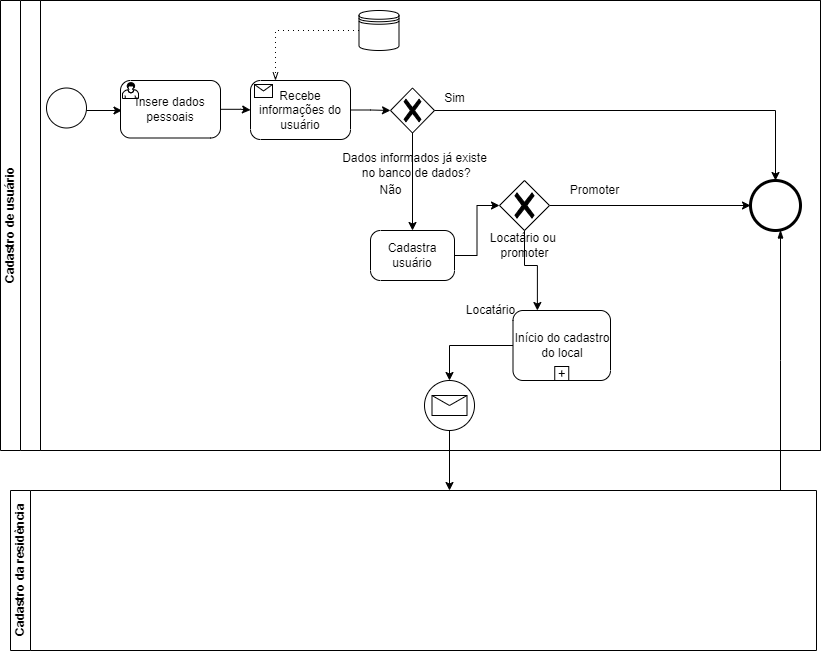 Cadastro de usuário
Insere dados
pessoais
Recebe
informações do
usuário
Sim
Dados informados já existe
no banco de dados?
Não
Cadastra
usuário
Promoter
Locatário ou
promoter
Locatário
Início do cadastro
do local
Cadastro da residência